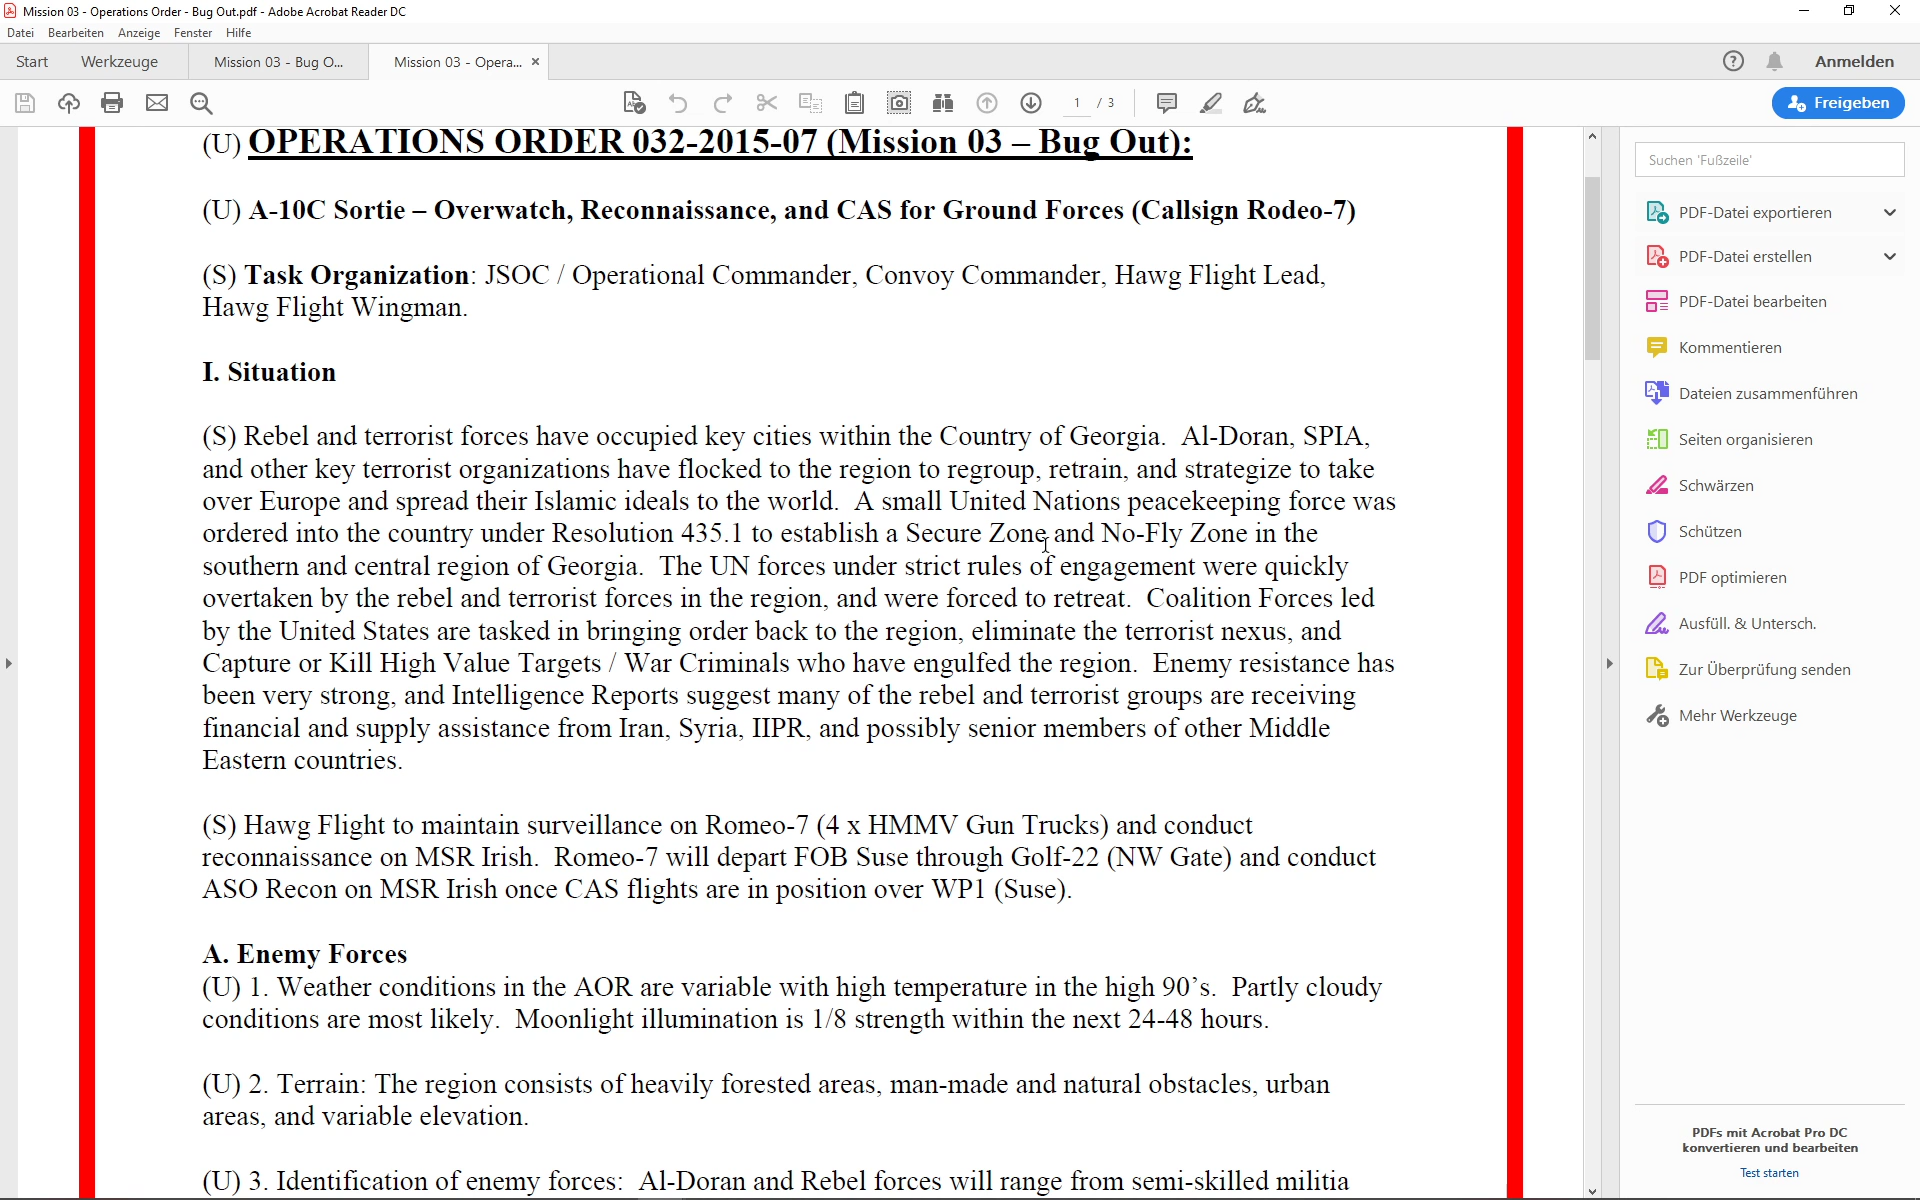 Mission 03 - Operations Order - Bug Out.pdf - Adobe Acrobat Reader DC
Datei Bearbeiten Anzeige Fenster Hilfe
Start Werkzeuge Mission 03 - Bug O... Mission 03 - Opera... × Anmelden
1 / 3 Freigeben
(U) OPERATIONS ORDER 032-2015-07 (Mission 03 – Bug Out):
(U) A-10C Sortie – Overwatch, Reconnaissance, and CAS for Ground Forces (Callsign Rodeo-7)
(S) Task Organization: JSOC / Operational Commander, Convoy Commander, Hawg Flight Lead,
Hawg Flight Wingman.
I. Situation
(S) Rebel and terrorist forces have occupied key cities within the Country of Georgia. Al-Doran, SPIA,
and other key terrorist organizations have flocked to the region to regroup, retrain, and strategize to take
over Europe and spread their Islamic ideals to the world. A small United Nations peacekeeping force was
ordered into the country under Resolution 435.1 to establish a Secure Zone and No-Fly Zone in the
southern and central region of Georgia. The UN forces under strict rules of engagement were quickly
overtaken by the rebel and terrorist forces in the region, and were forced to retreat. Coalition Forces led
by the United States are tasked in bringing order back to the region, eliminate the terrorist nexus, and
Capture or Kill High Value Targets / War Criminals who have engulfed the region. Enemy resistance has
been very strong, and Intelligence Reports suggest many of the rebel and terrorist groups are receiving
financial and supply assistance from Iran, Syria, IIPR, and possibly senior members of other Middle
Eastern countries.
(S) Hawg Flight to maintain surveillance on Romeo-7 (4 x HMMV Gun Trucks) and conduct
reconnaissance on MSR Irish. Romeo-7 will depart FOB Suse through Golf-22 (NW Gate) and conduct
ASO Recon on MSR Irish once CAS flights are in position over WP1 (Suse).
A. Enemy Forces
(U) 1. Weather conditions in the AOR are variable with high temperature in the high 90’s. Partly cloudy
conditions are most likely. Moonlight illumination is 1/8 strength within the next 24-48 hours.
(U) 2. Terrain: The region consists of heavily forested areas, man-made and natural obstacles, urban
areas, and variable elevation.
(U) 3. Identification of enemy forces: Al-Doran and Rebel forces will range from semi-skilled militia
Suchen 'Fußzeile'
PDF-Datei exportieren
PDF-Datei erstellen
PDF-Datei bearbeiten
Kommentieren
Dateien zusammenführen
Seiten organisieren
Schwärzen
Schützen
PDF optimieren
Ausfüll. & Untersch.
Zur Überprüfung senden
Mehr Werkzeuge
PDFs mit Acrobat Pro DC
konvertieren und bearbeiten
Test starten